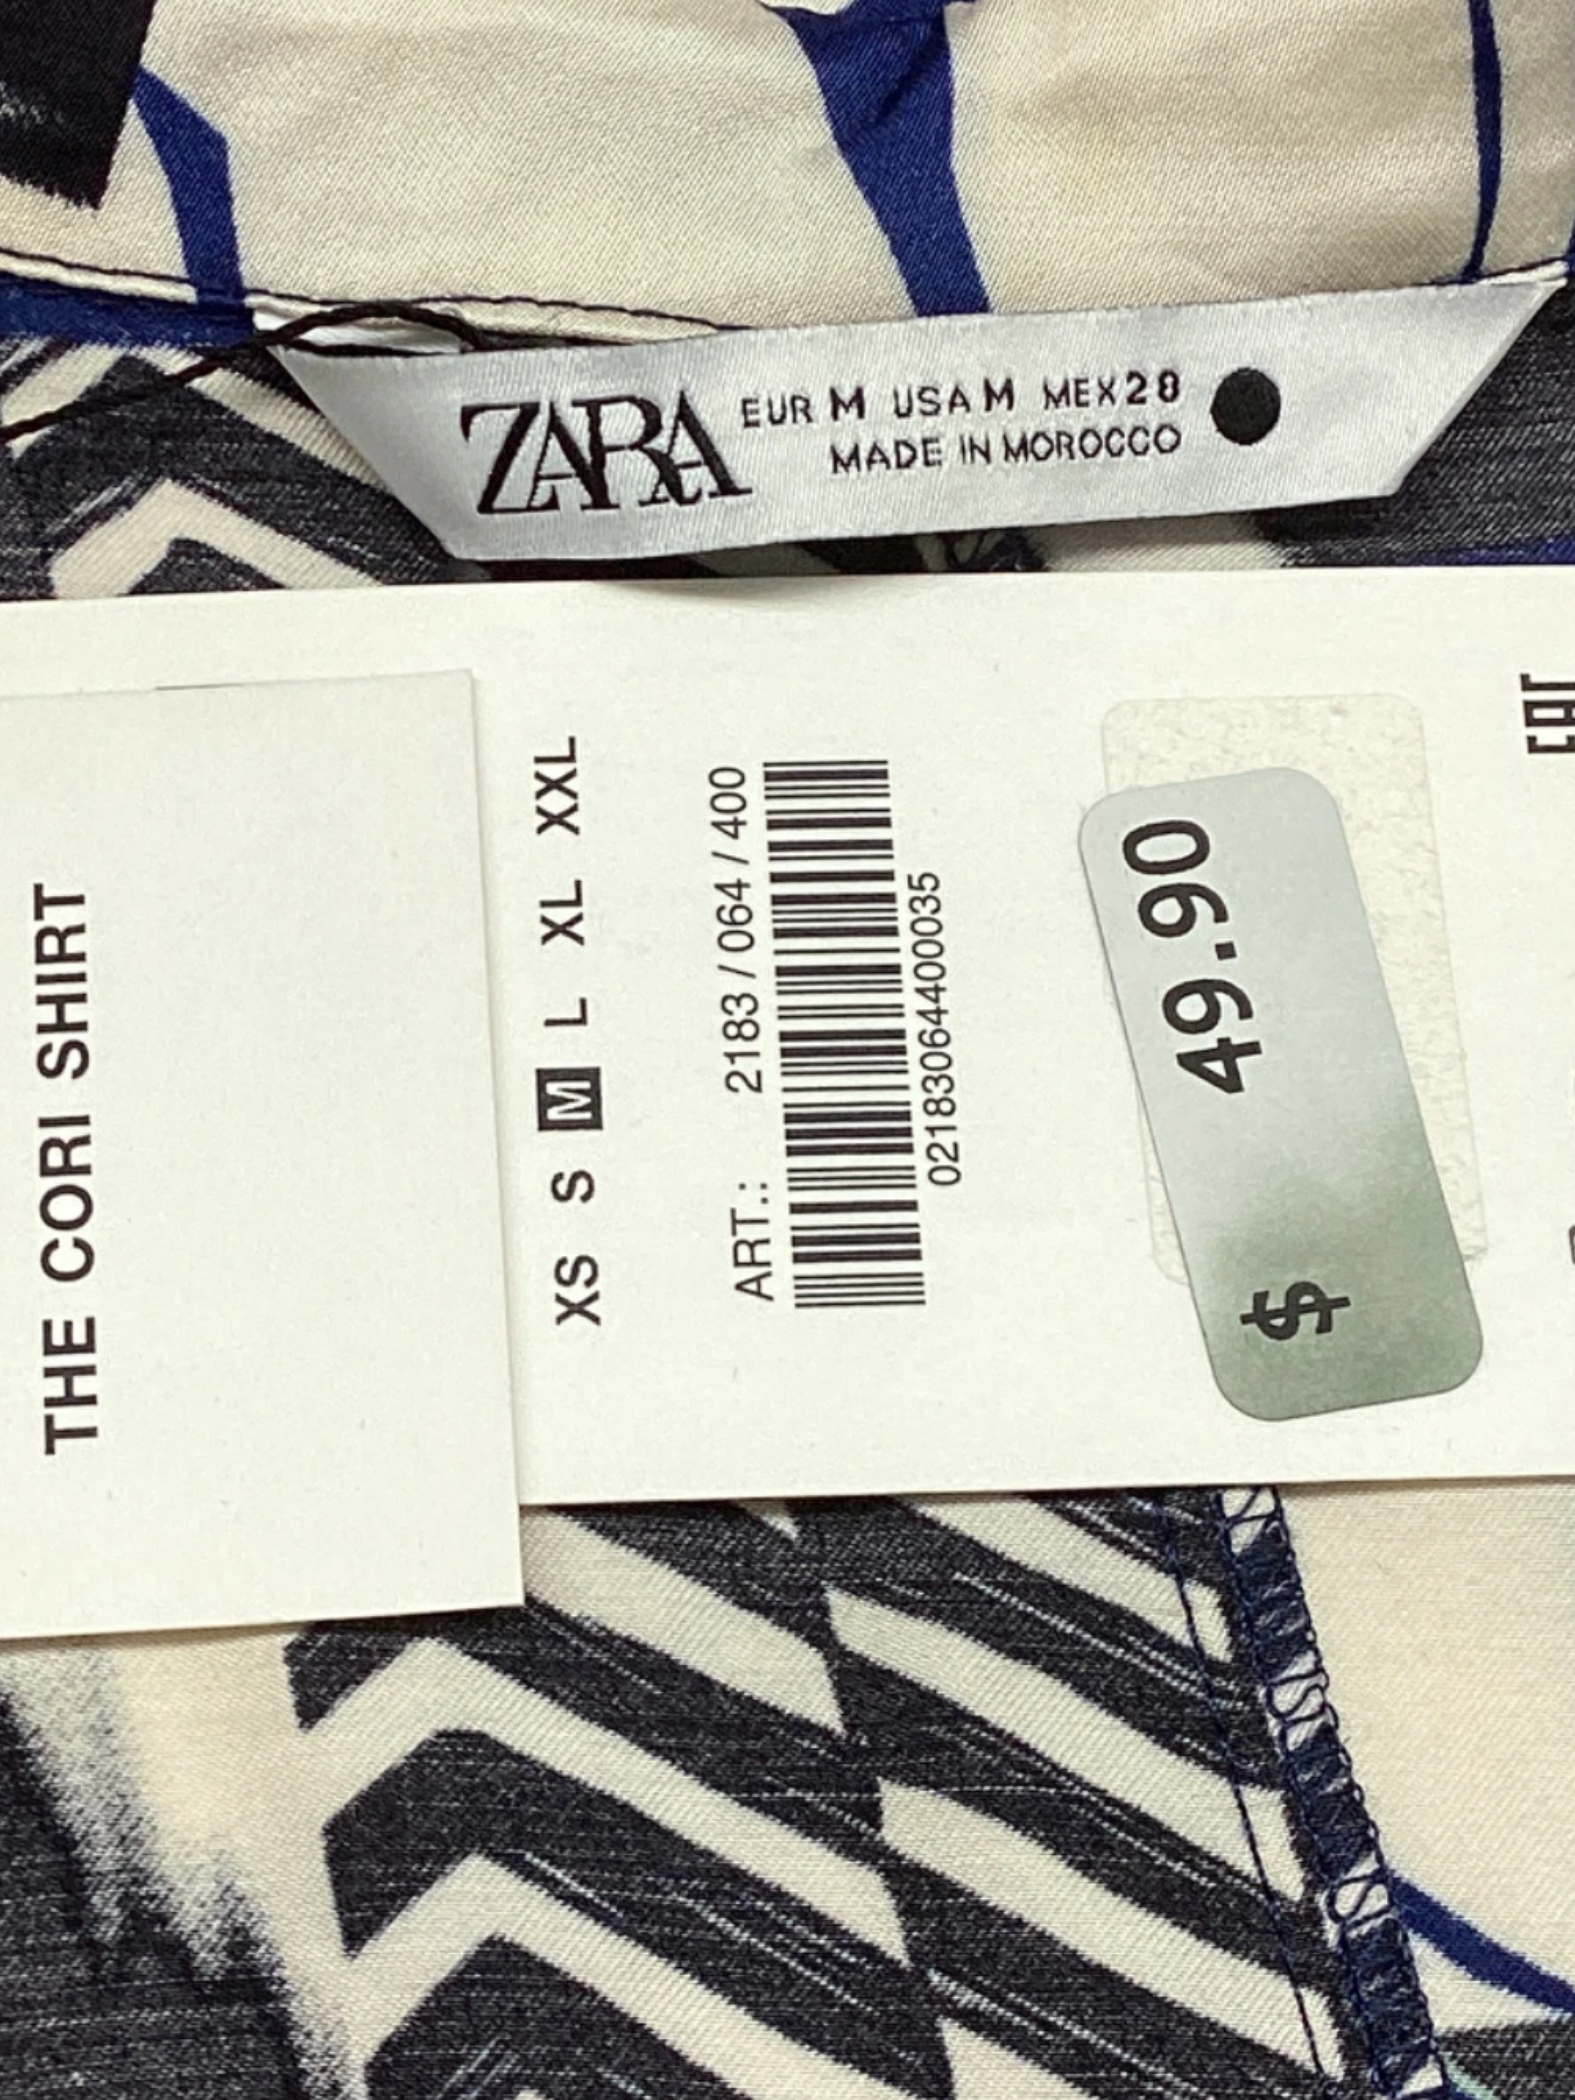 ZARA
EUR M USA M MEX 28
MADE IN MOROCCO
THE CORI SHIRT
XS S M L XL XXL
ART.: 2183 / 064 / 400
02183064400035
$ 49.90
EAC